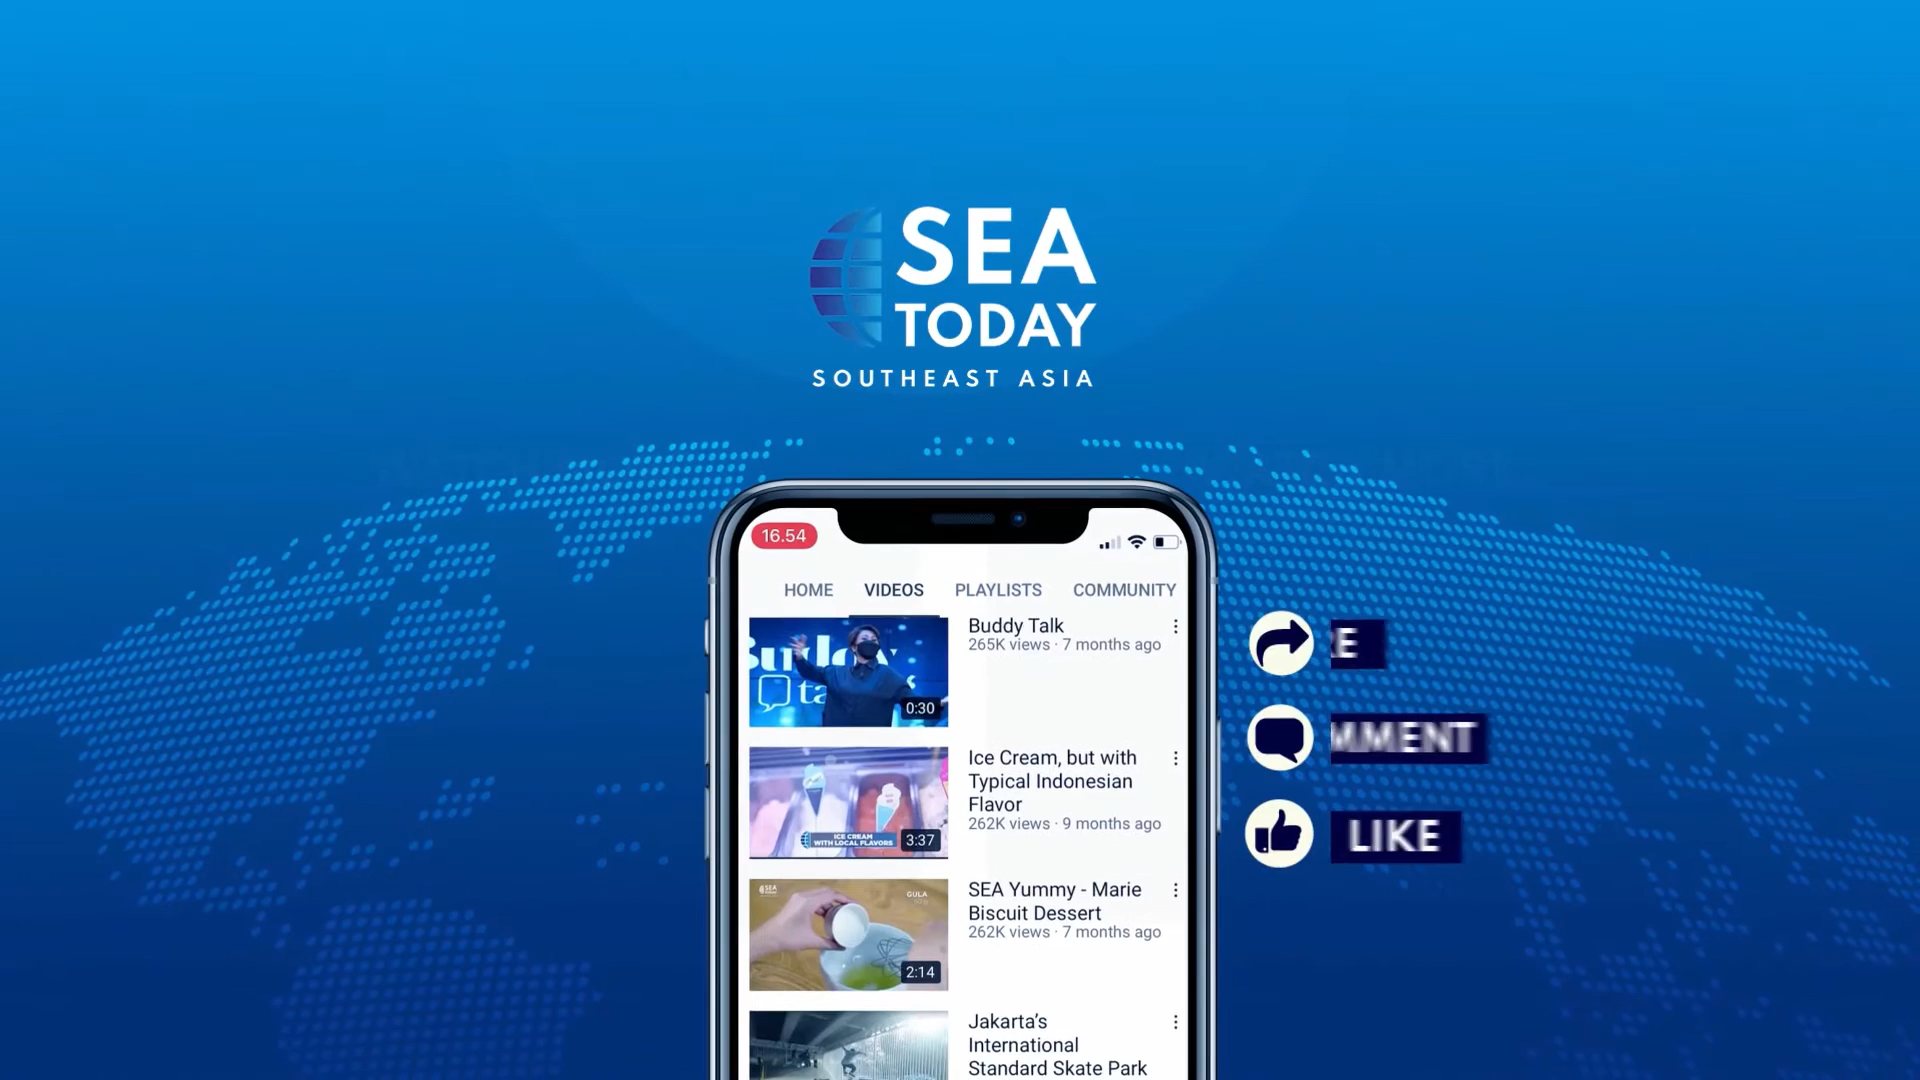 SEA
TODAY
SOUTHEAST ASIA
16.54
HOME VIDEOS PLAYLISTS COMMUNITY
Buddy Talk
265K views · 7 months ago
0:30
Ice Cream, but with
Typical Indonesian
Flavor
262K views · 9 months ago
ICE CREAM
WITH LOCAL FLAVORS
3:37
SEA Yummy - Marie
Biscuit Dessert
262K views · 7 months ago
SEA
GULA
2:14
Jakarta's
International
Standard Skate Park
LIKE